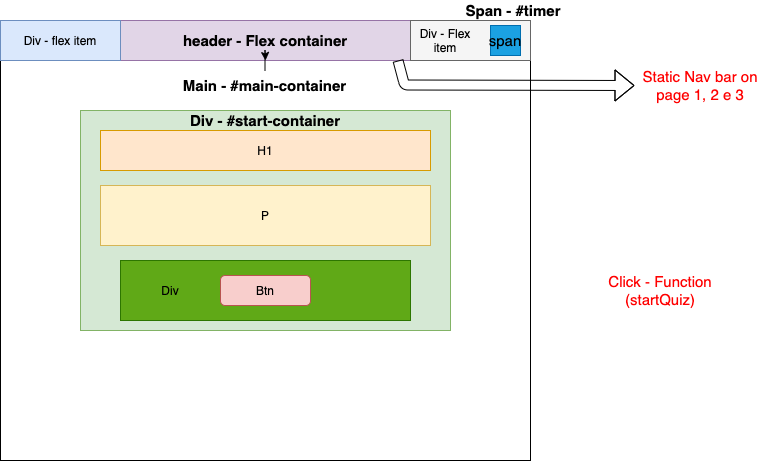 Span - #timer
Div - flex item
header - Flex container
Div - Flex
item
span
Main - #main-container
Static Nav bar on
page 1, 2 e 3
Div - #start-container
H1
P
Div
Btn
Click - Function
(startQuiz)